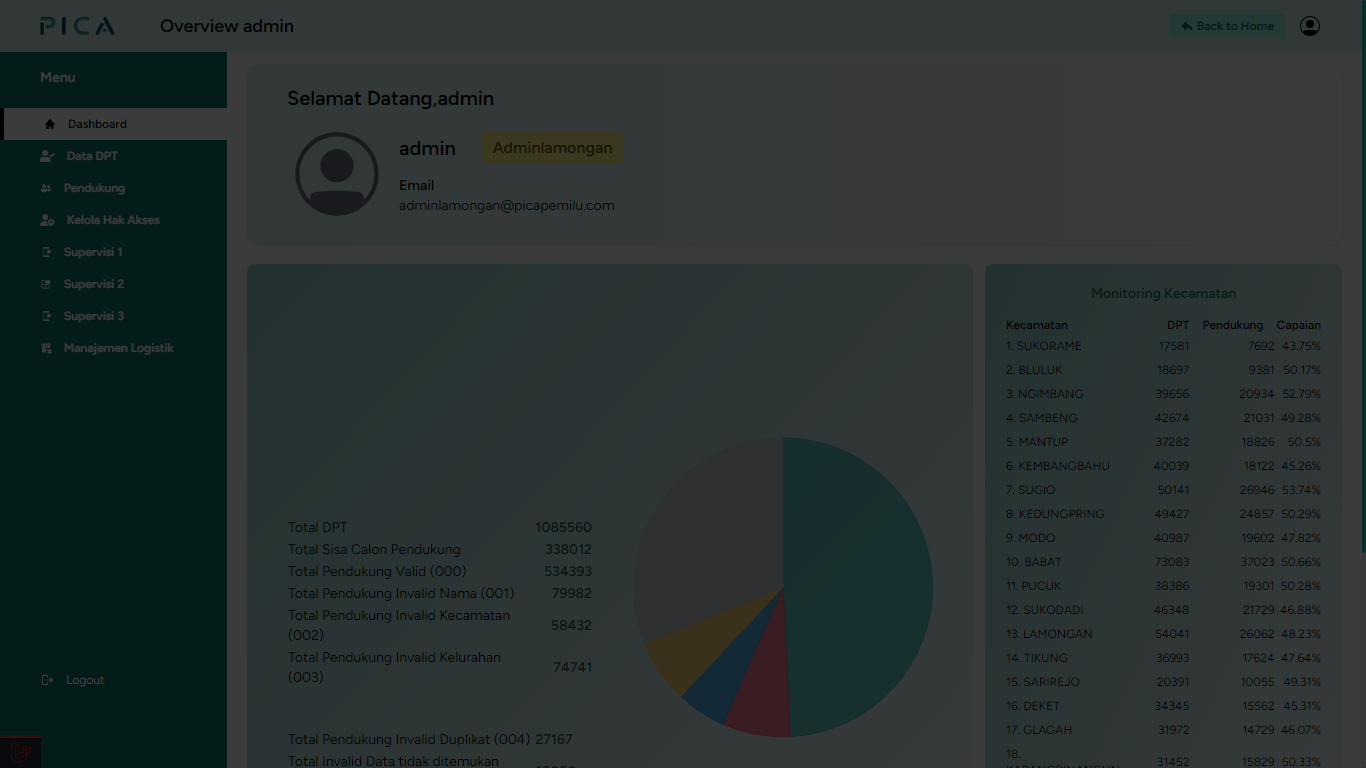 PICA
Overview admin
Back to Home
Menu
Dashboard
Data DPT
Pendukung
Kelola Hak Akses
Supervisi 1
Supervisi 2
Supervisi 3
Manajemen Logistik
Logout
Selamat Datang,admin
admin
Adminlamongan
Email
adminlamongan@picapemilu.com
Total DPT 1085560
Total Sisa Calon Pendukung 338012
Total Pendukung Valid (000) 534393
Total Pendukung Invalid Nama (001) 79982
Total Pendukung Invalid Kecamatan
(002) 58432
Total Pendukung Invalid Kelurahan
(003) 74741
Total Pendukung Invalid Duplikat (004) 27167
Total Invalid Data tidak ditemukan
Monitoring Kecamatan
Kecamatan DPT Pendukung Capaian
1. SUKORAME 17581 7692 43.75%
2. BLULUK 18697 9381 50.17%
3. NGIMBANG 39656 20934 52.79%
4. SAMBENG 42674 21031 49.28%
5. MANTUP 37282 18826 50.5%
6. KEMBANGBAHU 40039 18122 45.26%
7. SUGIO 50141 26946 53.74%
8. KEDUNGPRING 49427 24857 50.29%
9. MODO 40987 19602 47.82%
10. BABAT 73083 37023 50.66%
11. PUCUK 38386 19301 50.28%
12. SUKODADI 46348 21729 46.88%
13. LAMONGAN 54041 26062 48.23%
14. TIKUNG 36993 17624 47.64%
15. SARIREJO 20391 10055 49.31%
16. DEKET 34345 15562 45.31%
17. GLAGAH 31972 14729 46.07%
18.
31452 15829 50.33%